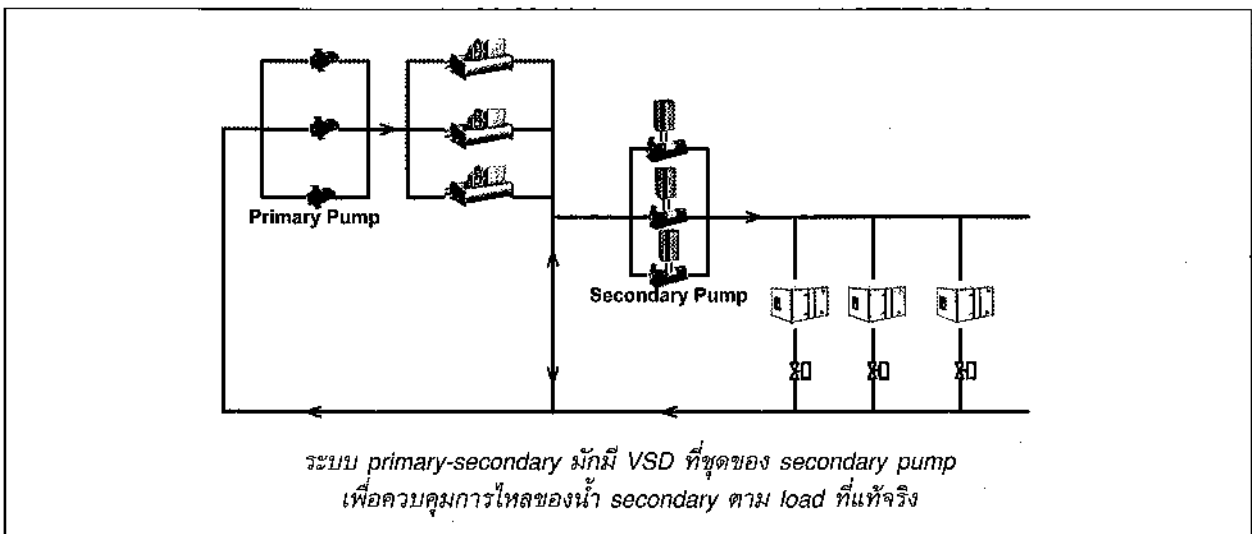 Primary Pump
Secondary Pump
ระบบ primary-secondary มักมี VSD ที่ชุดของ secondary pump
เพื่อควบคุมการไหลของน้ำ secondary ตาม load ที่แท้จริง